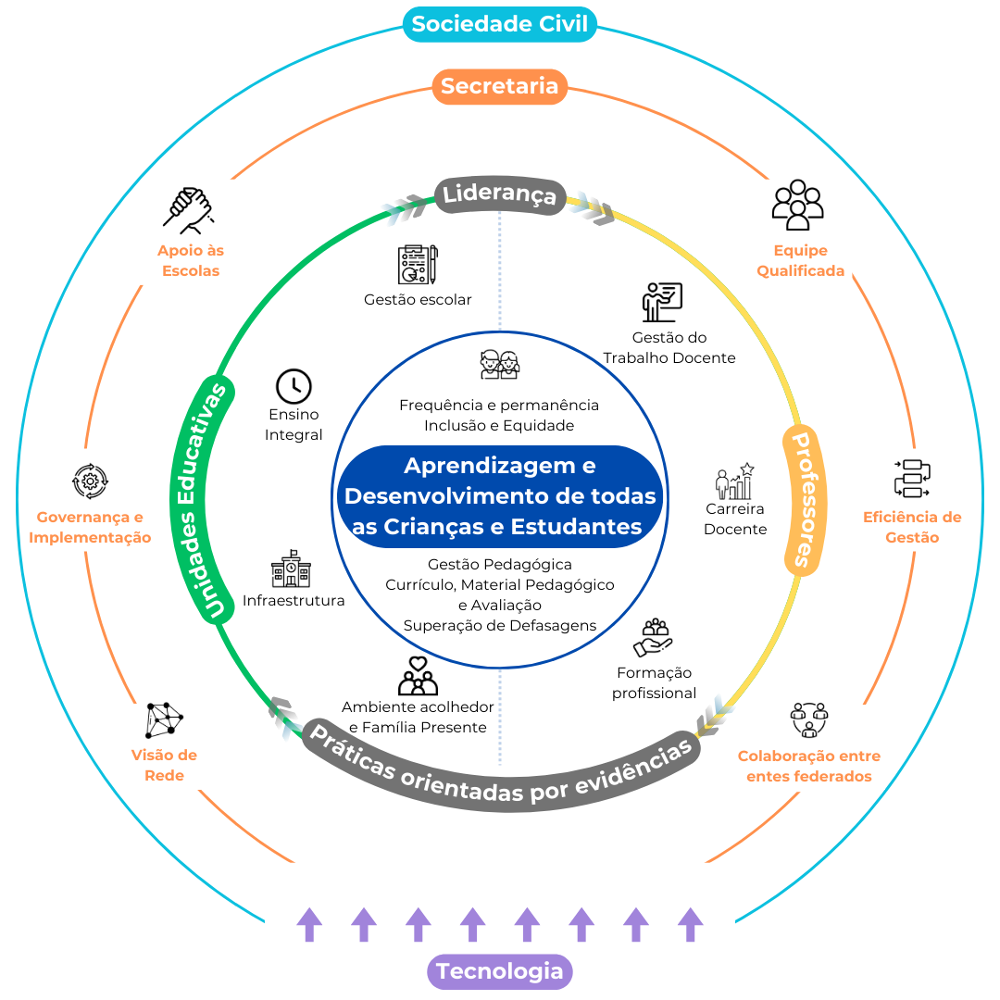 Sociedade Civil
Secretaria
Liderança
Apoio às
Escolas
Equipe
Qualificada
Gestão escolar
Gestão do
Trabalho Docente
Ensino
Integral
Frequência e permanência
Inclusão e Equidade
Unidades Educativas
Aprendizagem e
Desenvolvimento de todas
as Crianças e Estudantes
Professores
Carreira
Docente
Governança e
Implementação
Eficiência de
Gestão
Gestão Pedagógica
Currículo, Material Pedagógico
e Avaliação
Superação de Defasagens
Infraestrutura
Formação
profissional
Ambiente acolhedor
e Família Presente
Práticas orientadas por evidências
Visão de
Rede
Colaboração entre
entes federados
Tecnologia